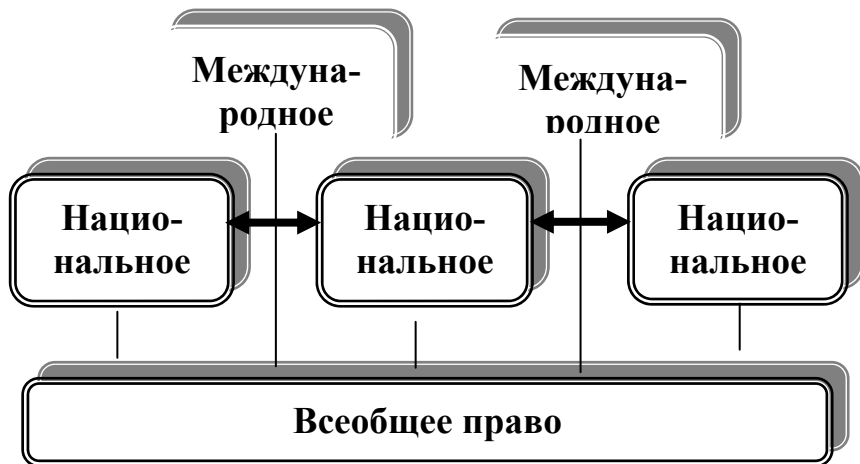 Междуна-
родное
Междуна-
родное
Нацио-
нальное
Нацио-
нальное
Нацио-
нальное
Всеобщее право